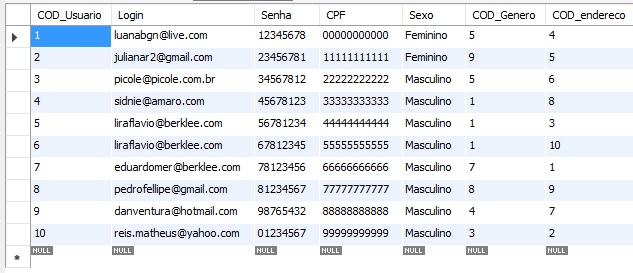 COD_Usuario Login Senha CPF Sexo COD_Genero COD_endereco
1 luanabgn@live.com 12345678 00000000000 Feminino 5 4
2 julianar2@gmail.com 23456781 11111111111 Feminino 9 5
3 picole@picole.com.br 34567812 22222222222 Masculino 5 6
4 sidnie@amaro.com 45678123 33333333333 Masculino 1 8
5 liraflavio@berklee.com 56781234 44444444444 Masculino 1 3
6 liraflavio@berklee.com 67812345 55555555555 Masculino 1 10
7 eduardomer@berklee.com 78123456 66666666666 Masculino 7 1
8 pedrofellipe@gmail.com 81234567 77777777777 Masculino 8 9
9 danventura@hotmail.com 98765432 88888888888 Masculino 4 7
10 reis.matheus@yahoo.com 01234567 99999999999 Masculino 3 2
NULL NULL NULL NULL NULL NULL NULL